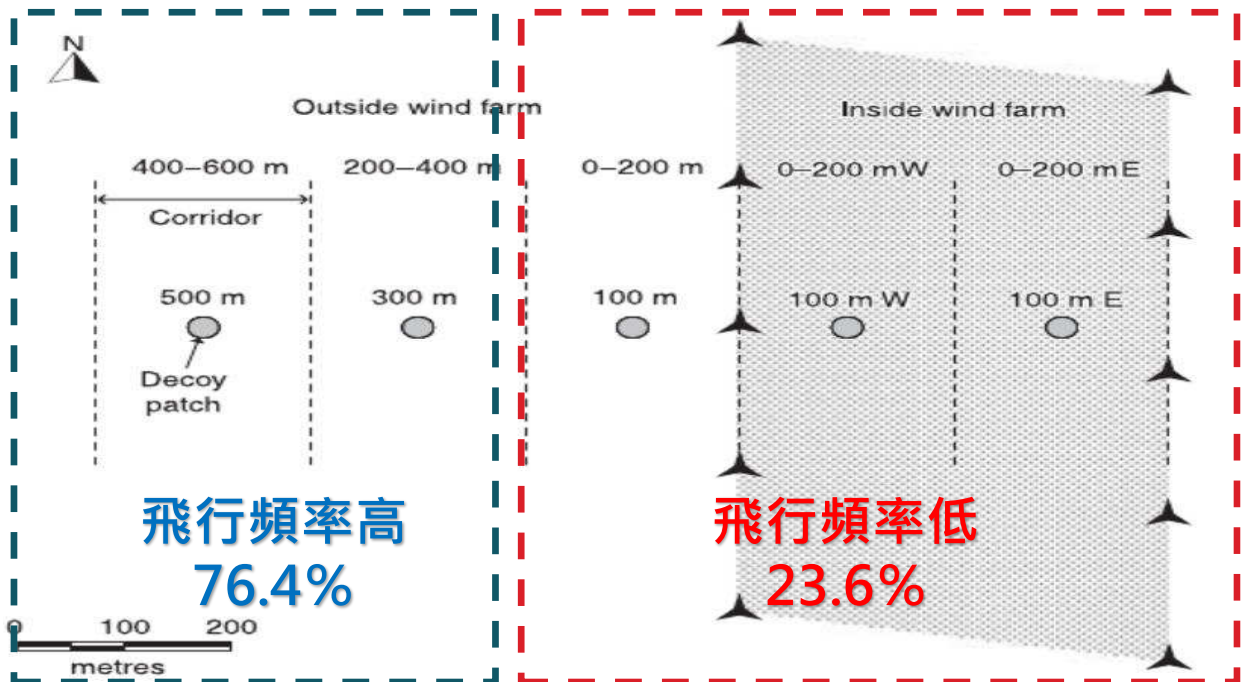 N
Outside wind farm
Inside wind farm
400–600 m
200–400 m
0–200 m
0–200 mW
0–200 mE
Corridor
500 m
300 m
100 m
100 m W
100 m E
Decoy
patch
飛行頻率高
76.4%
飛行頻率低
23.6%
0 100 200
metres